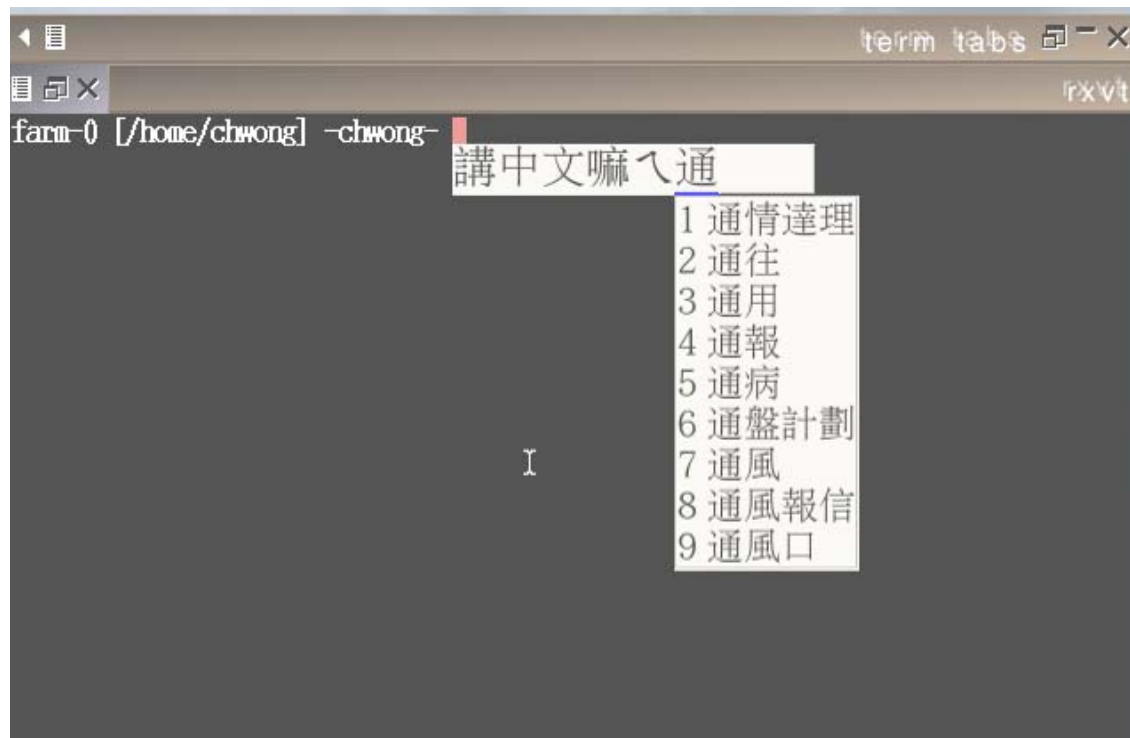 term tabs
rxvt
farm-0 [/home/chwong] -chwong-
講中文嘛ㄟ通
1 通情達理
2 通往
3 通用
4 通報
5 通病
6 通盤計劃
7 通風
8 通風報信
9 通風口